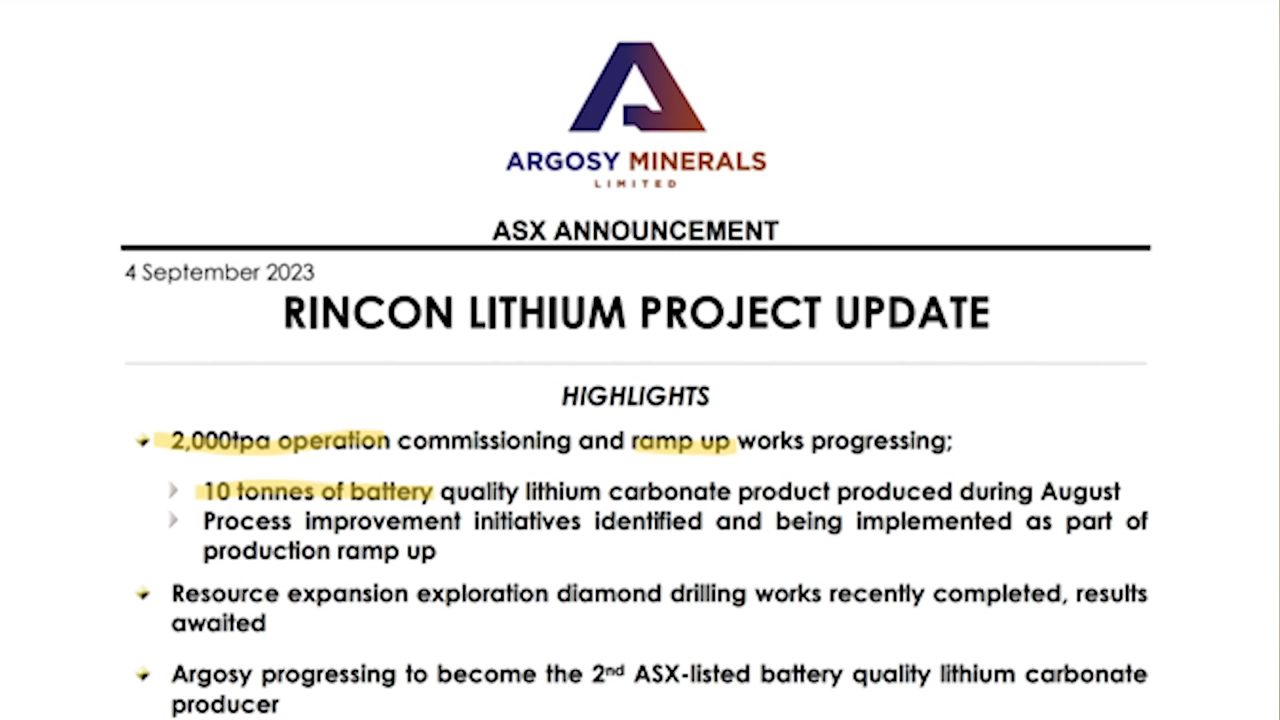 ARGOSY MINERALS
LIMITED
ASX ANNOUNCEMENT
4 September 2023
RINCON LITHIUM PROJECT UPDATE
HIGHLIGHTS
2,000tpa operation commissioning and ramp up works progressing;
10 tonnes of battery quality lithium carbonate product produced during August
Process improvement initiatives identified and being implemented as part of
production ramp up
Resource expansion exploration diamond drilling works recently completed, results
awaited
Argosy progressing to become the 2nd ASX-listed battery quality lithium carbonate
producer